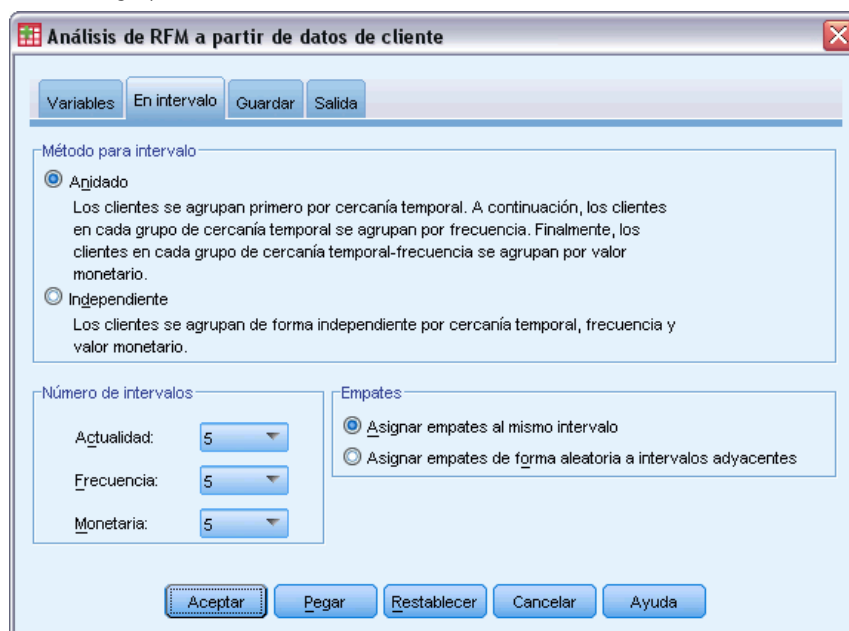 Análisis de RFM a partir de datos de cliente
Variables
En intervalo
Guardar
Salida
Método para intervalo
Anidado
Los clientes se agrupan primero por cercanía temporal. A continuación, los clientes
en cada grupo de cercanía temporal se agrupan por frecuencia. Finalmente, los
clientes en cada grupo de cercanía temporal-frecuencia se agrupan por valor
monetario.
Independiente
Los clientes se agrupan de forma independiente por cercanía temporal, frecuencia y
valor monetario.
Número de intervalos
Actualidad: 5
Frecuencia: 5
Monetaria: 5
Empates
Asignar empates al mismo intervalo
Asignar empates de forma aleatoria a intervalos adyacentes
Aceptar
Pegar
Restablecer
Cancelar
Ayuda